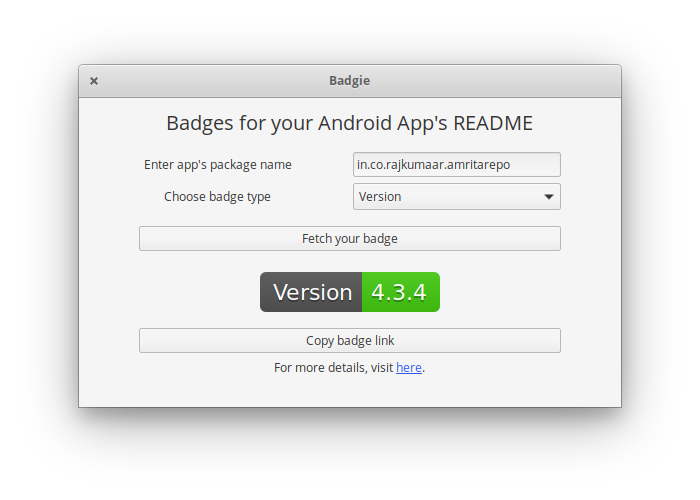 Badgie
Badges for your Android App's README
Enter app's package name in.co.rajkumaar.amritarepo
Choose badge type Version
Fetch your badge
Version 4.3.4
Copy badge link
For more details, visit here.